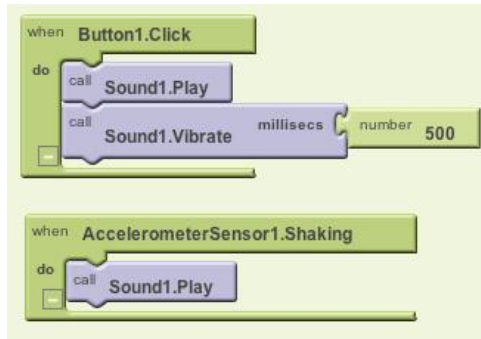 when Button1.Click
do call Sound1.Play
call Sound1.Vibrate millisecs number 500
when AccelerometerSensor1.Shaking
do call Sound1.Play